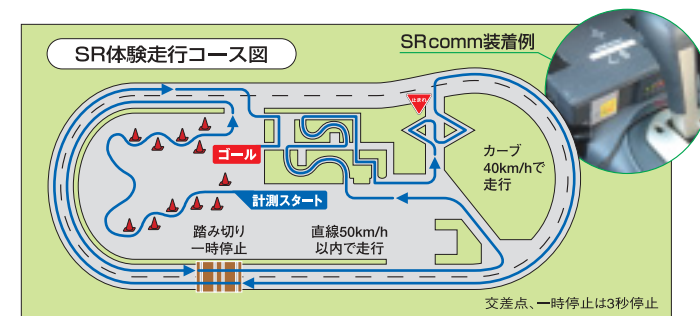 SR体験走行コース図
SRcomm装着例
止まれ
カーブ
40km/hで
走行
ゴール
計測スタート
踏み切り
一時停止
直線50km/h
以内で走行
交差点、一時停止は3秒停止